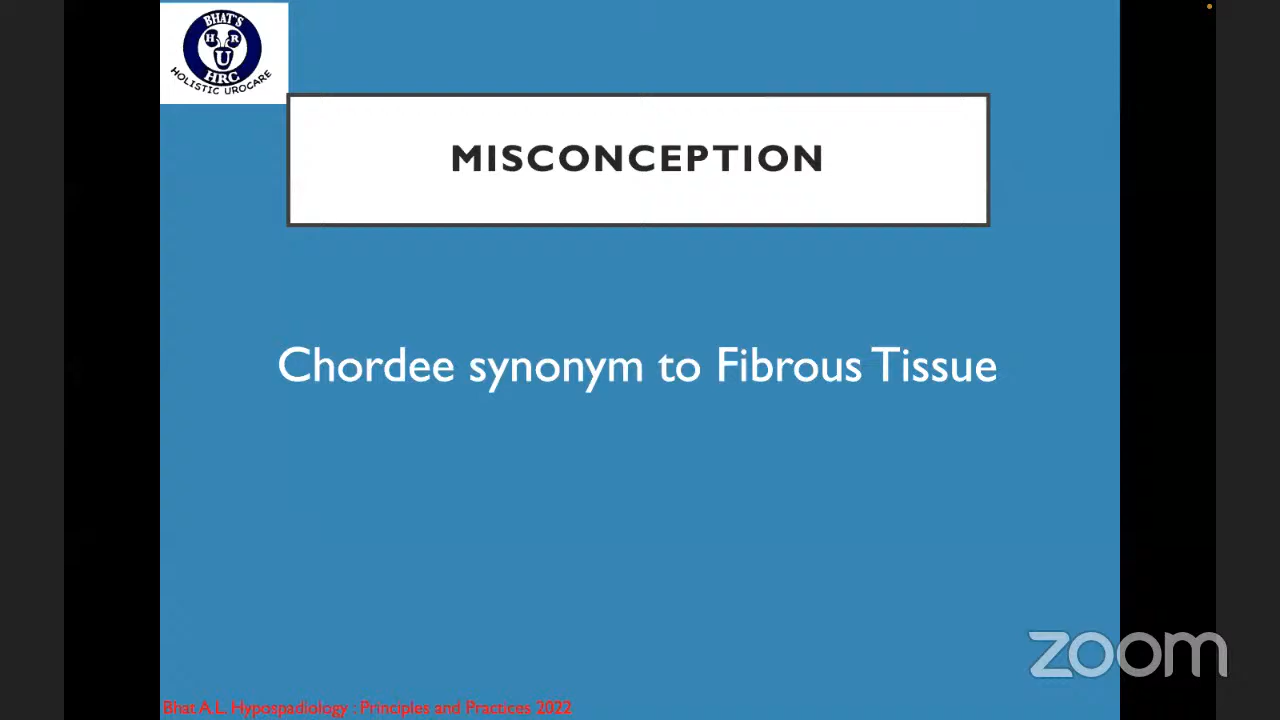 BHAT'S
H R
U
HRC
HOLISTIC UROCARE
MISCONCEPTION
Chordee synonym to Fibrous Tissue
zoom
Bhat A.L. Hypospadiology : Principles and Practices 2022